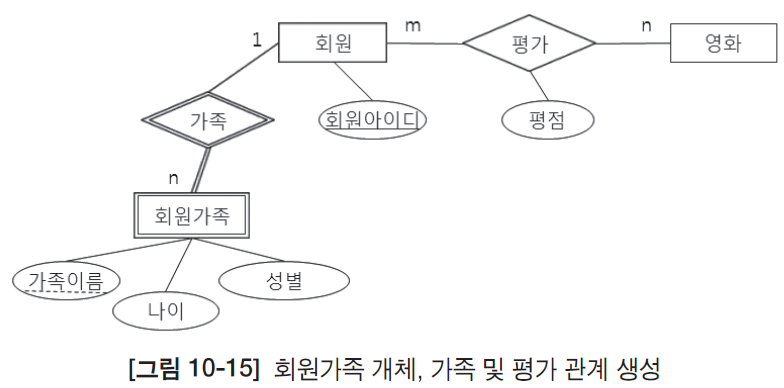 1 회원 m 평가 n 영화
가족 회원아이디 평점
n
회원가족
가족이름 나이 성별
[그림 10-15] 회원가족 개체, 가족 및 평가 관계 생성